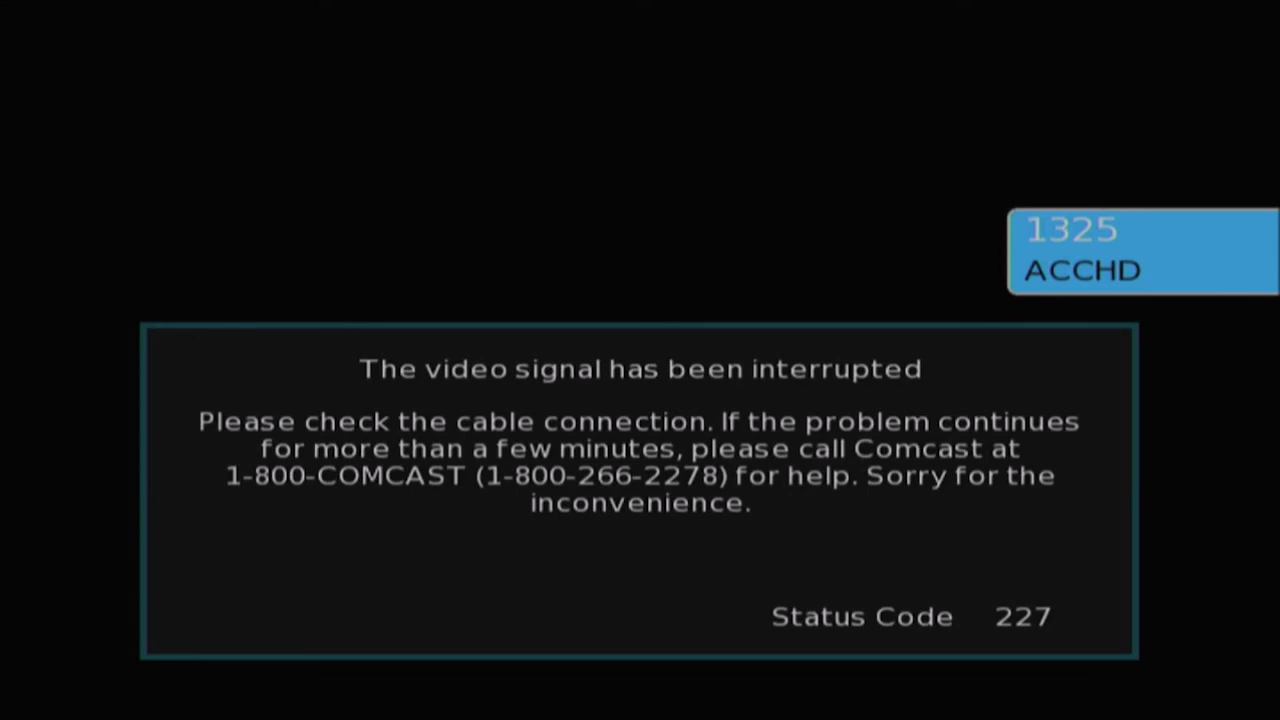 1325
ACCHD
The video signal has been interrupted
Please check the cable connection. If the problem continues
for more than a few minutes, please call Comcast at
1-800-COMCAST (1-800-266-2278) for help. Sorry for the
inconvenience.
Status Code 227